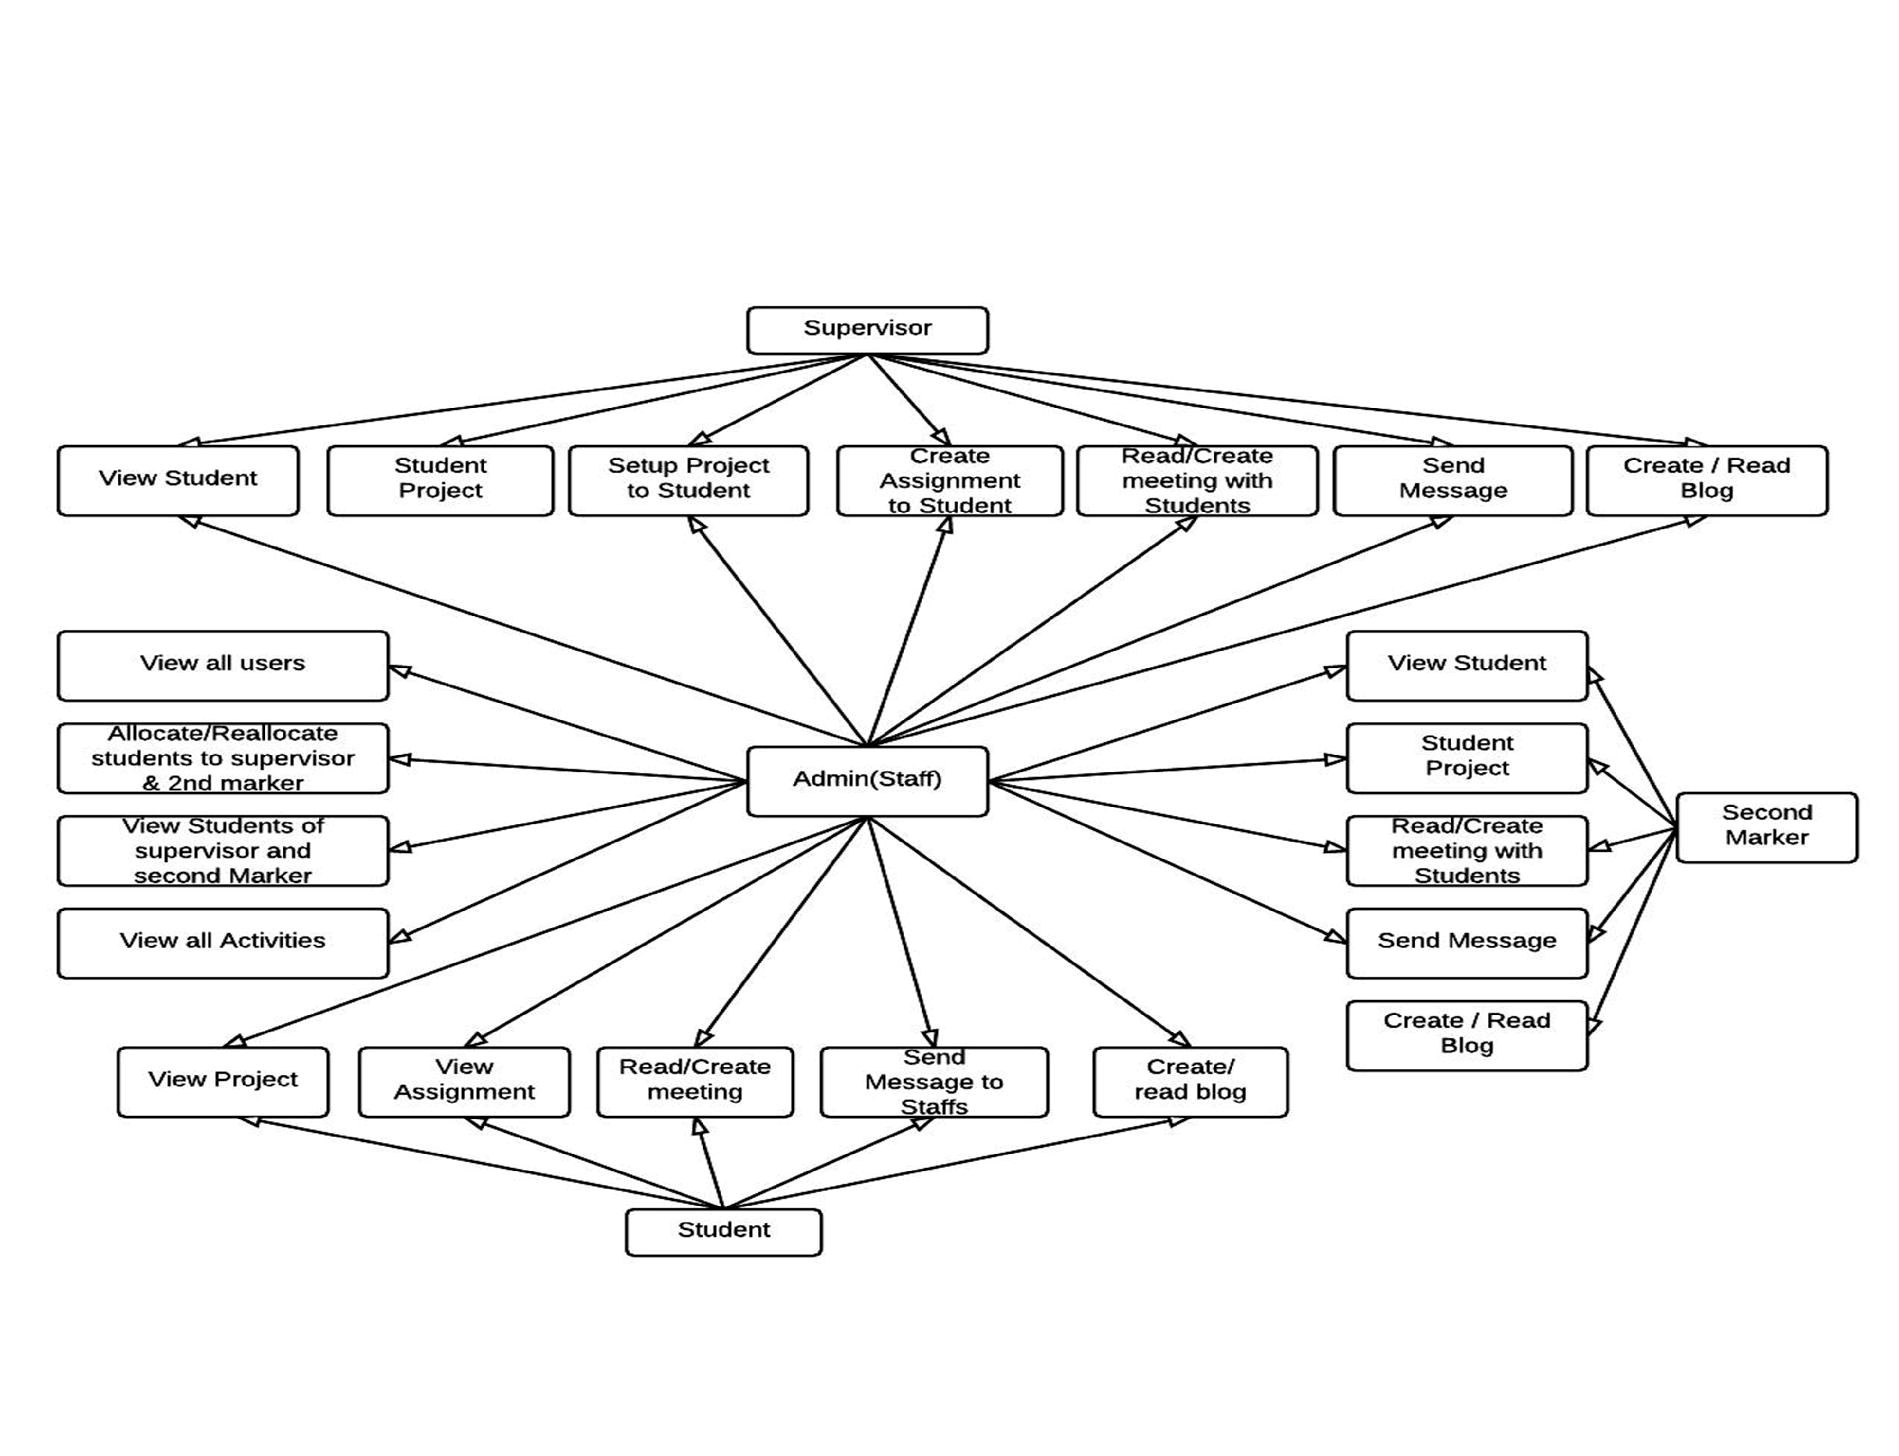 Supervisor
View Student
Student
Project
Setup Project
to Student
Create
Assignment
to Student
Read/Create
meeting with
Students
Send
Message
Create / Read
Blog
View all users
Allocate/Reallocate
students to supervisor
& 2nd marker
View Students of
supervisor and
second Marker
View all Activities
Admin(Staff)
View Student
Student
Project
Read/Create
meeting with
Students
Send Message
Create / Read
Blog
Second
Marker
View Project
View
Assignment
Read/Create
meeting
Send
Message to
Staffs
Create/
read blog
Student